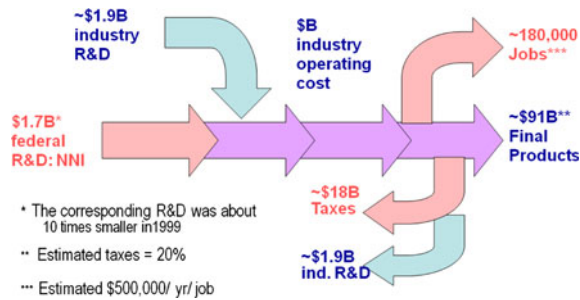 ~$1.9B
industry
R&D
$B
industry
operating
cost
~180,000
Jobs***
$1.7B*
federal
R&D: NNI
~$91B**
Final
Products
~$18B
Taxes
~$1.9B
ind. R&D
* The corresponding R&D was about
10 times smaller in1999
** Estimated taxes = 20%
*** Estimated $500,000/ yr/ job